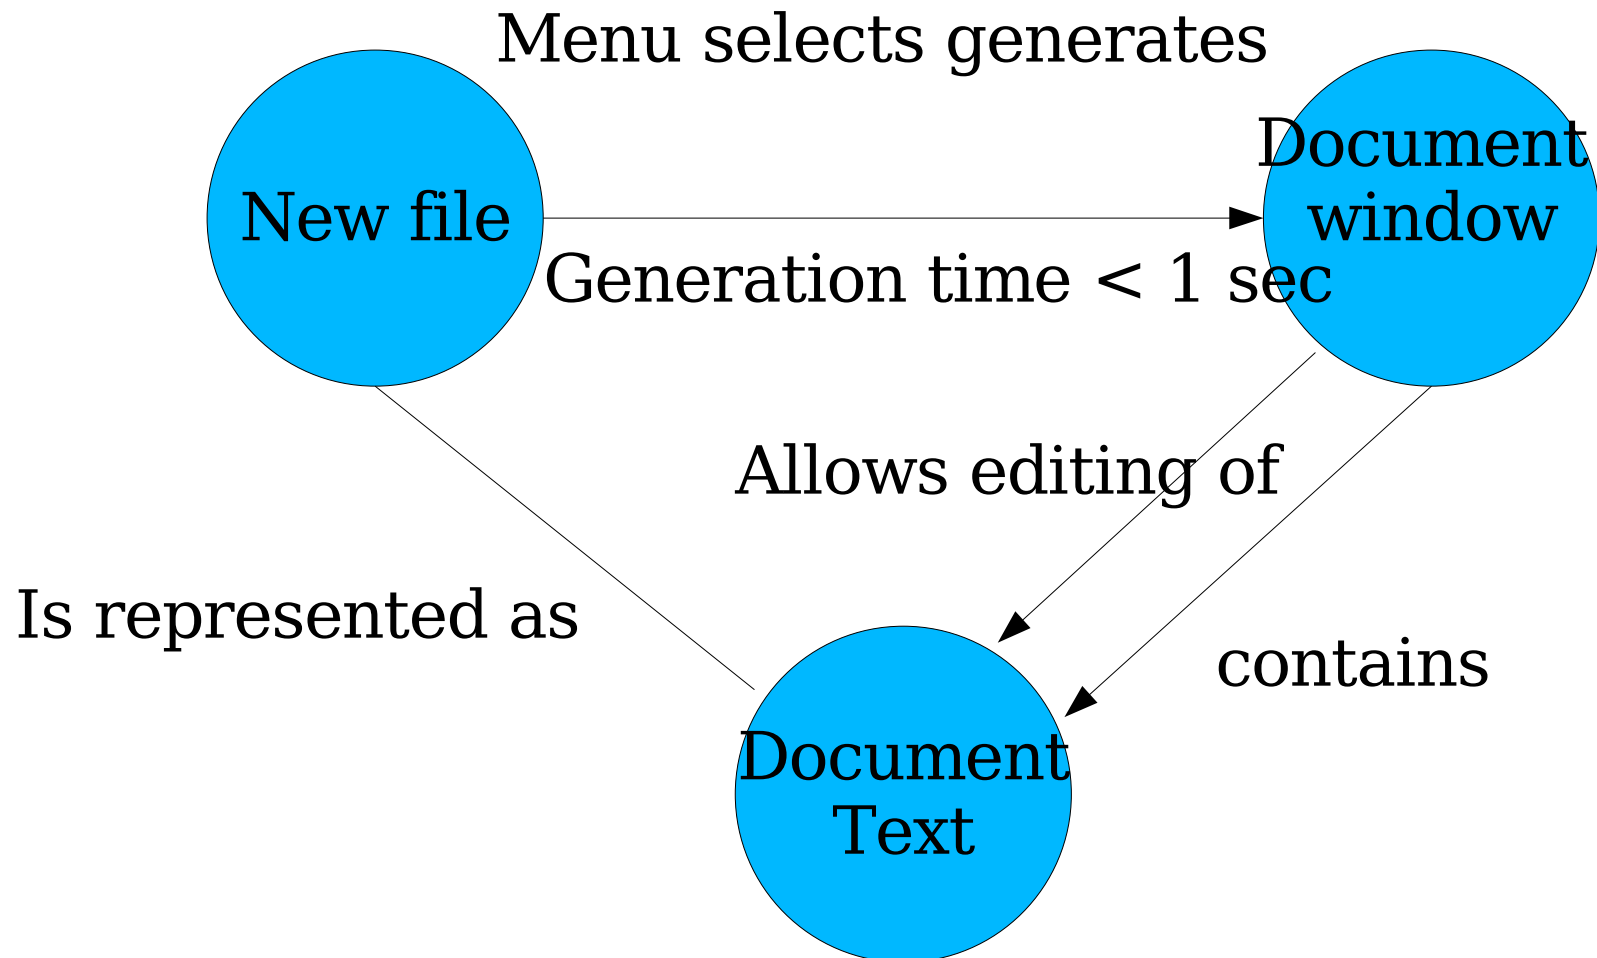 Menu selects generates
New file
Document
window
Generation time < 1 sec
Allows editing of
Is represented as
contains
Document
Text